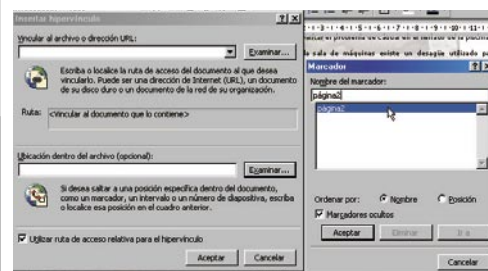 Insertar hipervínculo
Vincular al archivo o dirección URL:
Examinar...
Escriba o localice la ruta de acceso del documento al que desea
vincularlo. Puede ser una dirección de Internet (URL), un documento
de su disco duro o un documento de la red de su organización.
Ruta: <Vincular al documento que lo contiene>
Ubicación dentro del archivo (opcional):
Examinar...
Si desea saltar a una posición específica dentro del documento,
como un marcador, un intervalo o un número de diapositiva, escriba
o localice esa posición en el cuadro anterior.
Utilizar ruta de acceso relativa para el hipervínculo
Aceptar Cancelar
la sala de máquinas existe un desagüe utilizado
Marcador
Nombre del marcador:
página2
página2
Ordenar por: Nombre Posición
Marcadores ocultos
Aceptar Eliminar Ir a
Cancelar